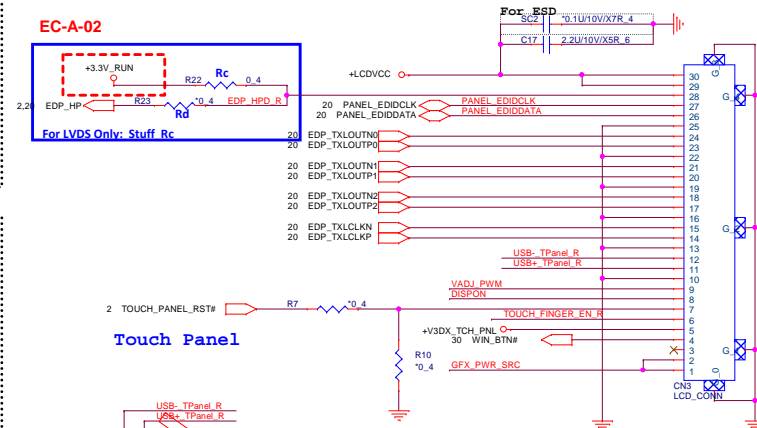 For ESD
EC-A-02
SC2 *0.1U/10V/X7R_4
C17 2.2U/10V/X5R_6
+3.3V_RUN
R22 Rc 0_4
+LCDVCC
2,20 EDP_HP R23 *0_4 EDP_HPD_R
Rd
For LVDS Only: Stuff Rc
20 PANEL_EDIDCLK PANEL_EDIDCLK
20 PANEL_EDIDDATA PANEL_EDIDDATA
20 EDP_TXLOUTN0
20 EDP_TXLOUTP0
20 EDP_TXLOUTN1
20 EDP_TXLOUTP1
20 EDP_TXLOUTN2
20 EDP_TXLOUTP2
20 EDP_TXLCLKN
20 EDP_TXLCLKP
USB-_TPanel_R
USB+_TPanel_R
VADJ_PWM
DISPON
2 TOUCH_PANEL_RST# R7 *0_4
TOUCH_FINGER_EN_R
+V3DX_TCH_PNL
30 WIN_BTN#
Touch Panel
R10
*0_4
GFX_PWR_SRC
30
29
28
27
26
25
24
23
22
21
20
19
18
17
16
15
14
13
12
11
10
9
8
7
6
5
4
3
2
1
G_
G_
G_
G_
G_0
CN3
LCD_CONN
USB-_TPanel_R
USB+_TPanel_R